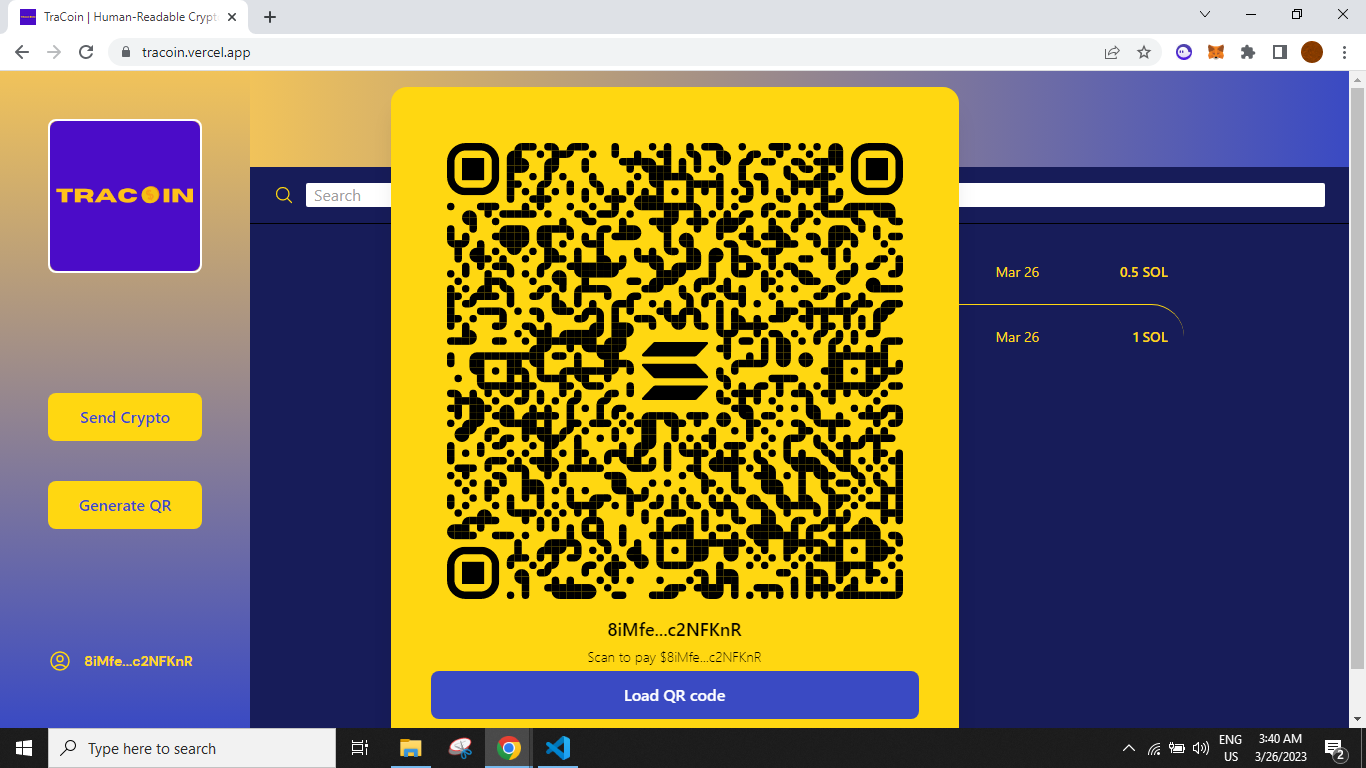 TraCoin | Human-Readable Crypt
tracoin.vercel.app
TRACOIN
Search
Mar 26 0.5 SOL
Mar 26 1 SOL
Send Crypto
Generate QR
8iMfe...c2NFKnR
8iMfe...c2NFKnR
Scan to pay $8iMfe...c2NFKnR
Load QR code
Type here to search
ENG
US
3:40 AM
3/26/2023
2